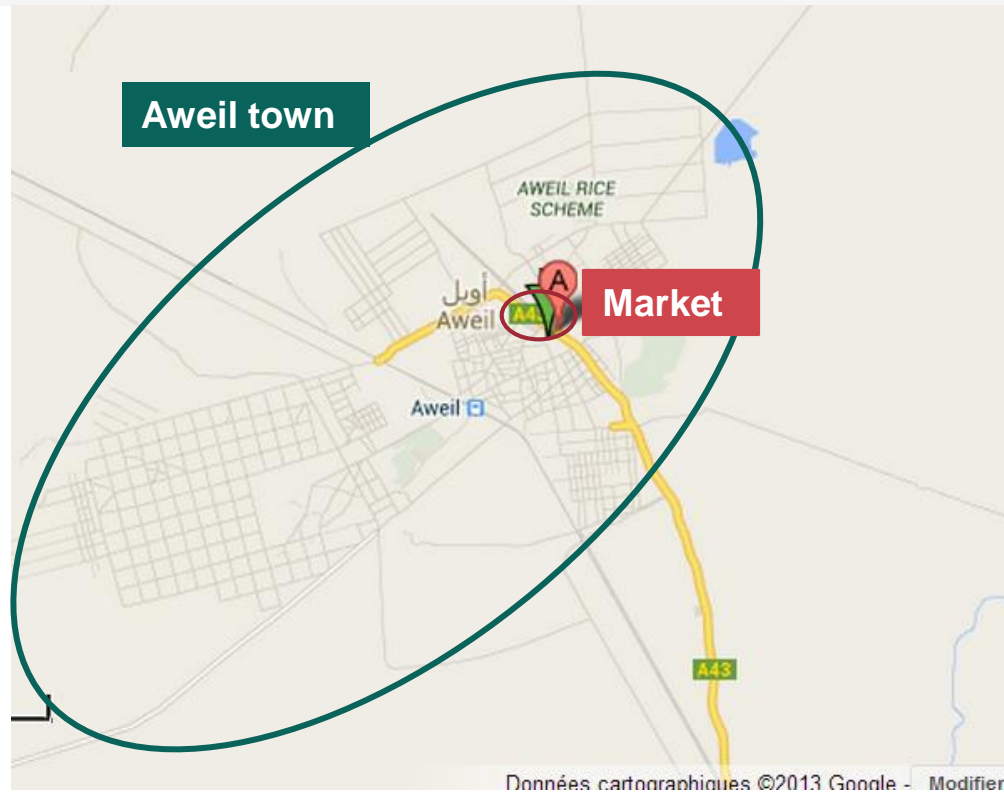 Aweil town
AWEIL RICE
SCHEME
A
أويل
Aweil
A43
Market
Aweil
A43
Données cartographiques ©2013 Google - Modifier